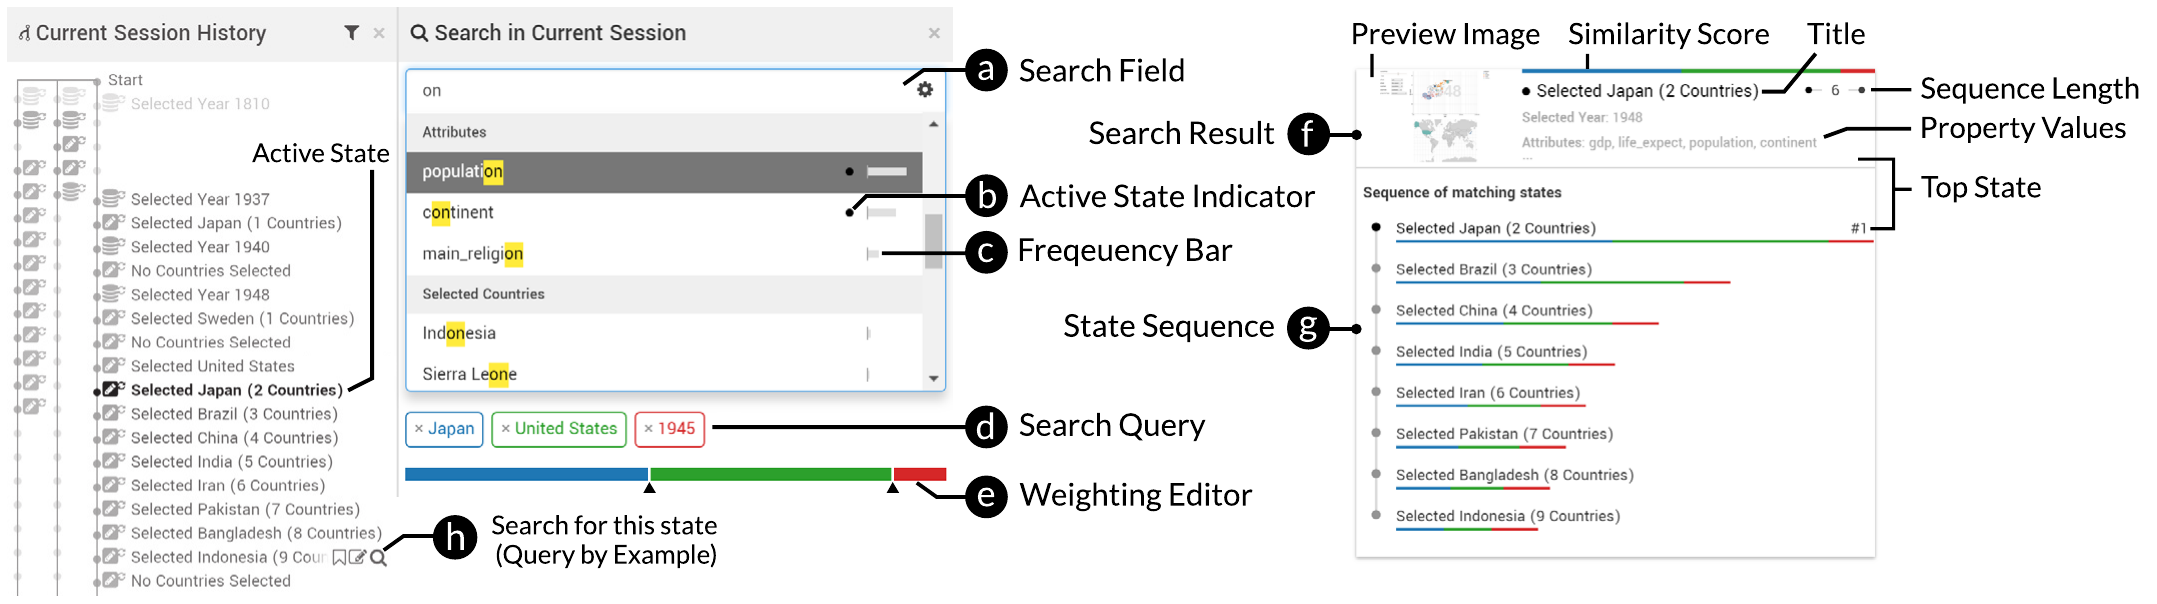 Current Session History
Start
Selected Year 1810
Active State
Selected Year 1937
Selected Japan (1 Countries)
Selected Year 1940
No Countries Selected
Selected Year 1948
Selected Sweden (1 Countries)
No Countries Selected
Selected United States
Selected Japan (2 Countries)
Selected Brazil (3 Countries)
Selected China (4 Countries)
Selected India (5 Countries)
Selected Iran (6 Countries)
Selected Pakistan (7 Countries)
Selected Bangladesh (8 Countries)
Selected Indonesia (9 Coun
No Countries Selected
h Search for this state
(Query by Example)
Search in Current Session
on
Attributes
population
continent
main_religion
Selected Countries
Indonesia
Sierra Leone
× Japan × United States × 1945
a Search Field
b Active State Indicator
c Freqeuency Bar
d Search Query
e Weighting Editor
Preview Image Similarity Score Title
Selected Japan (2 Countries) 6
Selected Year: 1948
Attributes: gdp, life_expect, population, continent
...
Sequence Length
Property Values
Top State
Search Result f
State Sequence g
Sequence of matching states
Selected Japan (2 Countries) #1
Selected Brazil (3 Countries)
Selected China (4 Countries)
Selected India (5 Countries)
Selected Iran (6 Countries)
Selected Pakistan (7 Countries)
Selected Bangladesh (8 Countries)
Selected Indonesia (9 Countries)